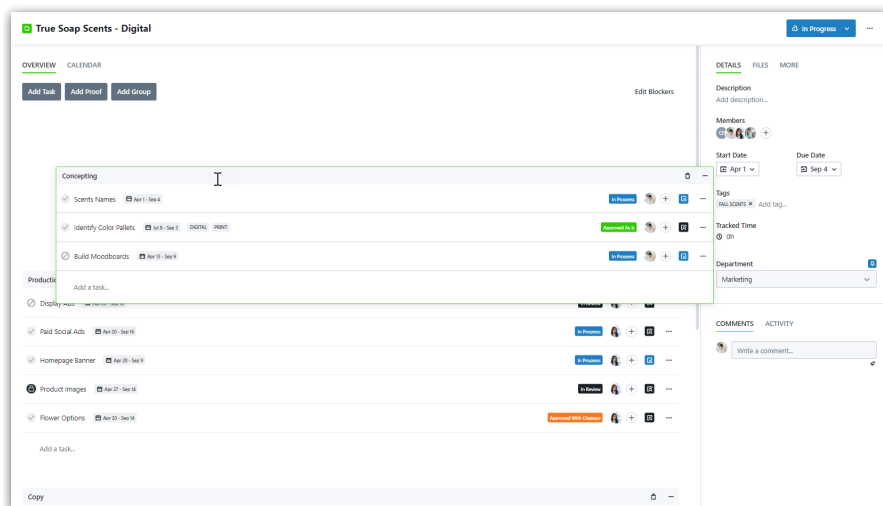 True Soap Scents - Digital
In Progress
OVERVIEW CALENDAR
Add Task Add Proof Add Group
Edit Blockers
Concepting
Scents Names Apr 1 - Sep 4 In Progress
Identify Color Pallets Jul 8 - Sep 3 DIGITAL PRINT Approved As Is
Build Moodboards Apr 13 - Sep 9 In Progress
Add a task...
Productio
Display Ads
Paid Social Ads Apr 20 - Sep 16 In Progress
Homepage Banner Apr 20 - Sep 9 In Progress
Product Images Apr 27 - Sep 14 In Review
Flower Options Apr 20 - Sep 14 Approved With Changes
Add a task...
Copy
DETAILS FILES MORE
Description
Add description...
Members
Start Date Due Date
Apr 1 Sep 4
Tags
FALL SCENTS × Add tag...
Tracked Time
0h
Department
Marketing
COMMENTS ACTIVITY
Write a comment...